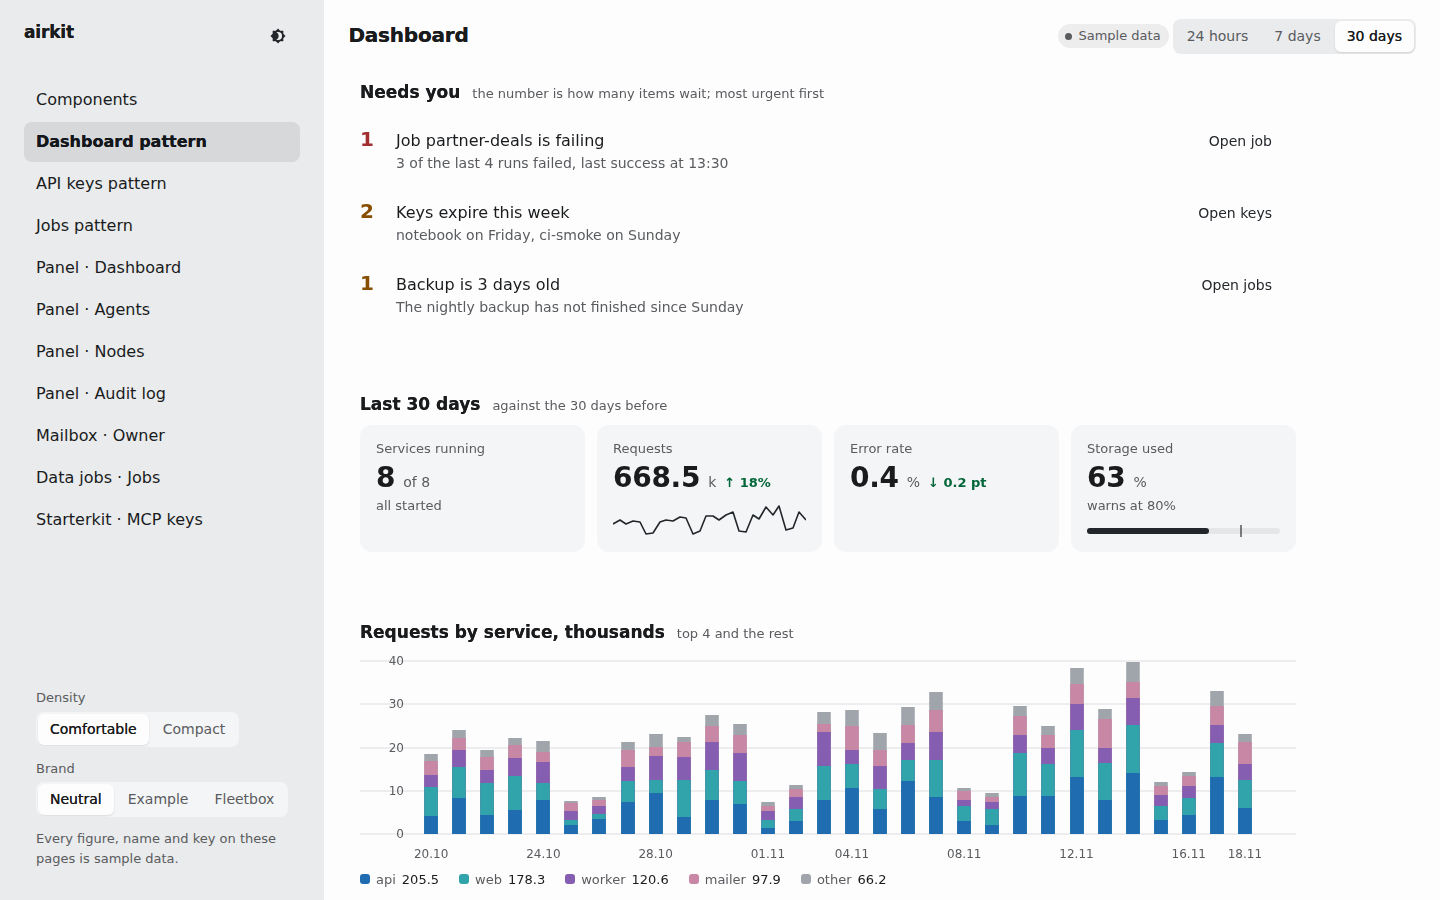 airkit
Components
Dashboard pattern
API keys pattern
Jobs pattern
Panel · Dashboard
Panel · Agents
Panel · Nodes
Panel · Audit log
Mailbox · Owner
Data jobs · Jobs
Starterkit · MCP keys
Density
Comfortable Compact
Brand
Neutral Example Fleetbox
Every figure, name and key on these
pages is sample data.
Dashboard
Sample data 24 hours 7 days 30 days
Needs you the number is how many items wait; most urgent first
1 Job partner-deals is failing Open job
3 of the last 4 runs failed, last success at 13:30
2 Keys expire this week Open keys
notebook on Friday, ci-smoke on Sunday
1 Backup is 3 days old Open jobs
The nightly backup has not finished since Sunday
Last 30 days against the 30 days before
Services running
8 of 8
all started
Requests
668.5 k ↑ 18%
Error rate
0.4 % ↓ 0.2 pt
Storage used
63 %
warns at 80%
Requests by service, thousands top 4 and the rest
40
30
20
10
0
20.10 24.10 28.10 01.11 04.11 08.11 12.11 16.11 18.11
api 205.5 web 178.3 worker 120.6 mailer 97.9 other 66.2